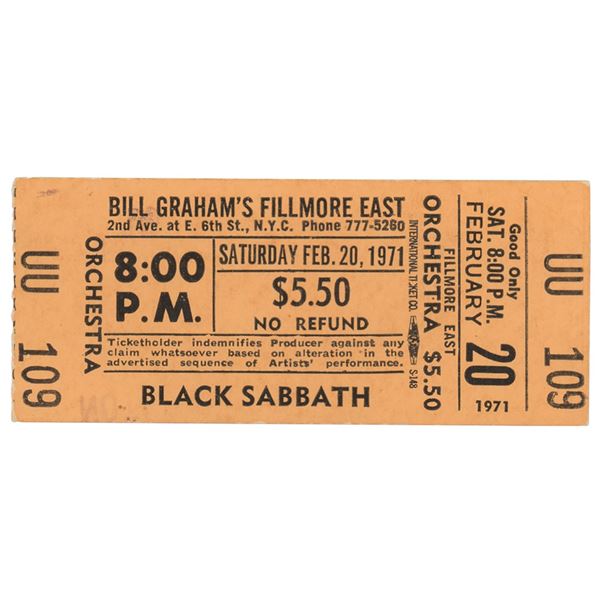 UU 109
ORCHESTRA
BILL GRAHAM'S FILLMORE EAST
2nd Ave. at E. 6th St., N.Y.C. Phone 777-5260
8:00
P.M.
SATURDAY FEB. 20, 1971
$5.50
NO REFUND
Ticketholder indemnifies Producer against any
claim whatsoever based on alteration in the
advertised sequence of Artists' performance.
BLACK SABBATH
INTERNATIONAL TICKET CO.
S-148
ORCHESTRA $5.50
FILLMORE EAST
FEBRUARY 20
1971
SAT. 8:00 P.M.
Good Only
UU 109